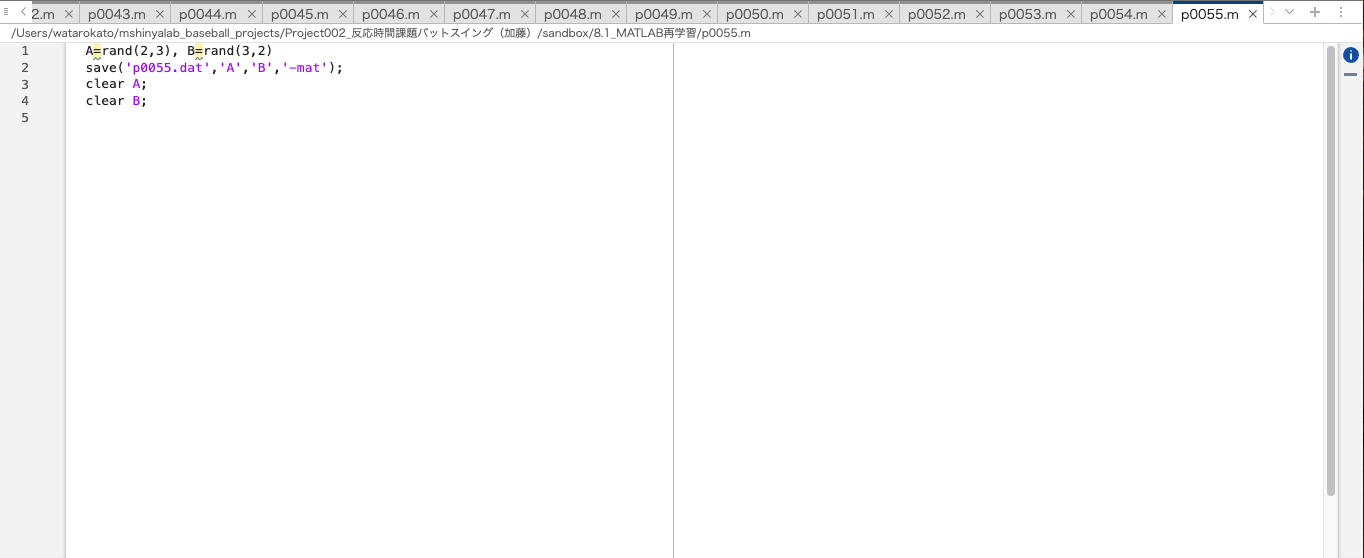 2.m × p0043.m × p0044.m × p0045.m × p0046.m × p0047.m × p0048.m × p0049.m × p0050.m × p0051.m × p0052.m × p0053.m × p0054.m × p0055.m ×
/Users/watarokato/mshinyalab_baseball_projects/Project002_反応時間課題バットスイング（加藤）/sandbox/8.1_MATLAB再学習/p0055.m
1 A=rand(2,3), B=rand(3,2)
2 save('p0055.dat','A','B','-mat');
3 clear A;
4 clear B;
5